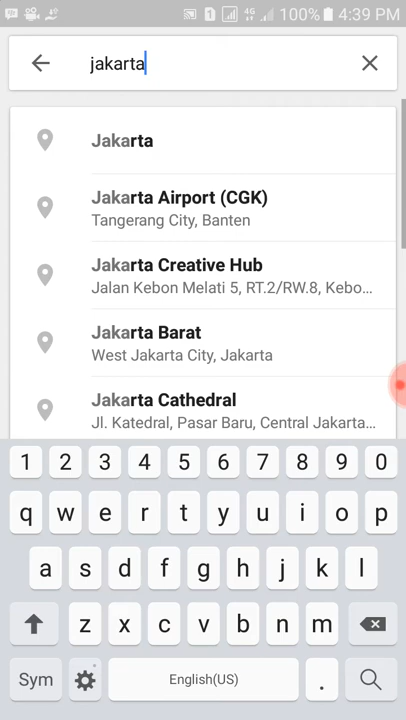 1 4G 100% 4:39 PM
jakarta
Jakarta
Jakarta Airport (CGK)
Tangerang City, Banten
Jakarta Creative Hub
Jalan Kebon Melati 5, RT.2/RW.8, Kebo...
Jakarta Barat
West Jakarta City, Jakarta
Jakarta Cathedral
Jl. Katedral, Pasar Baru, Central Jakarta...
1 2 3 4 5 6 7 8 9 0
q w e r t y u i o p
a s d f g h j k l
z x c v b n m
Sym English(US) .